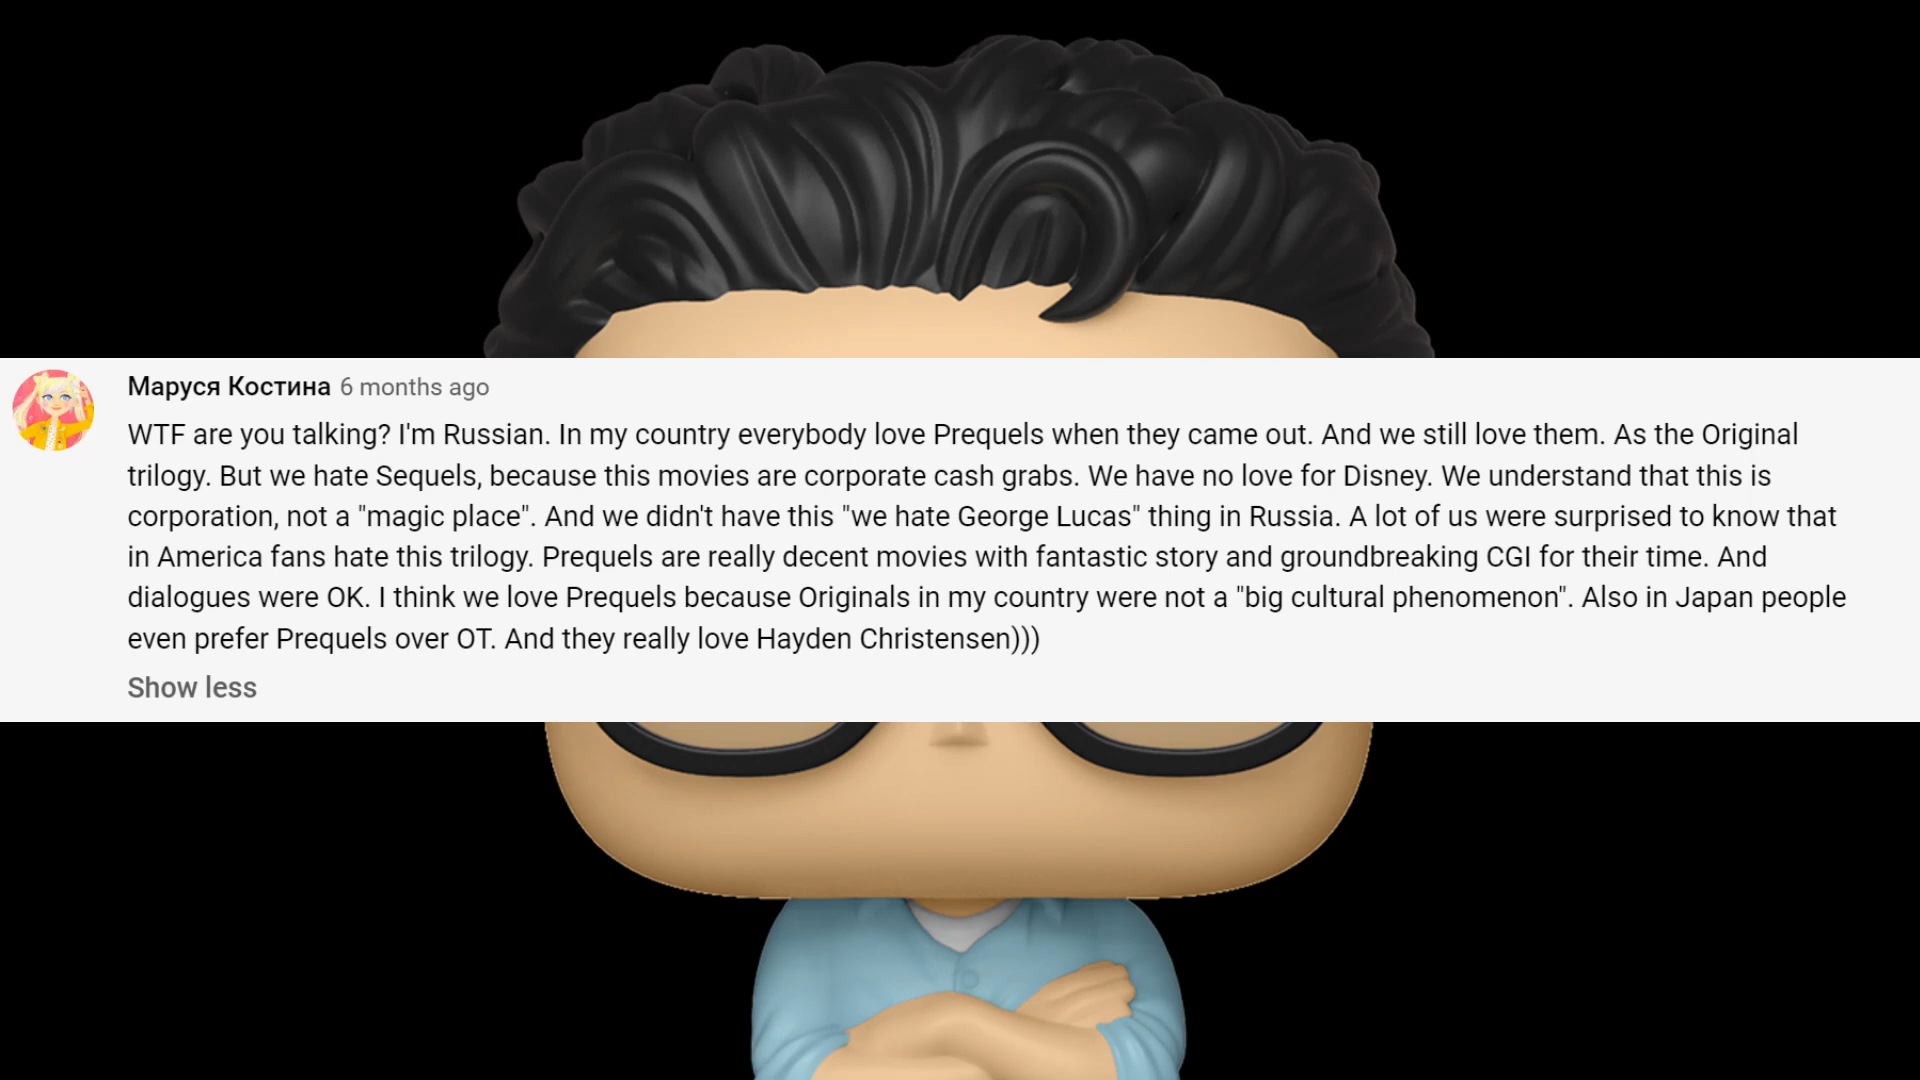 Маруся Костина 6 months ago
WTF are you talking? I'm Russian. In my country everybody love Prequels when they came out. And we still love them. As the Original
trilogy. But we hate Sequels, because this movies are corporate cash grabs. We have no love for Disney. We understand that this is
corporation, not a "magic place". And we didn't have this "we hate George Lucas" thing in Russia. A lot of us were surprised to know that
in America fans hate this trilogy. Prequels are really decent movies with fantastic story and groundbreaking CGI for their time. And
dialogues were OK. I think we love Prequels because Originals in my country were not a "big cultural phenomenon". Also in Japan people
even prefer Prequels over OT. And they really love Hayden Christensen)))
Show less